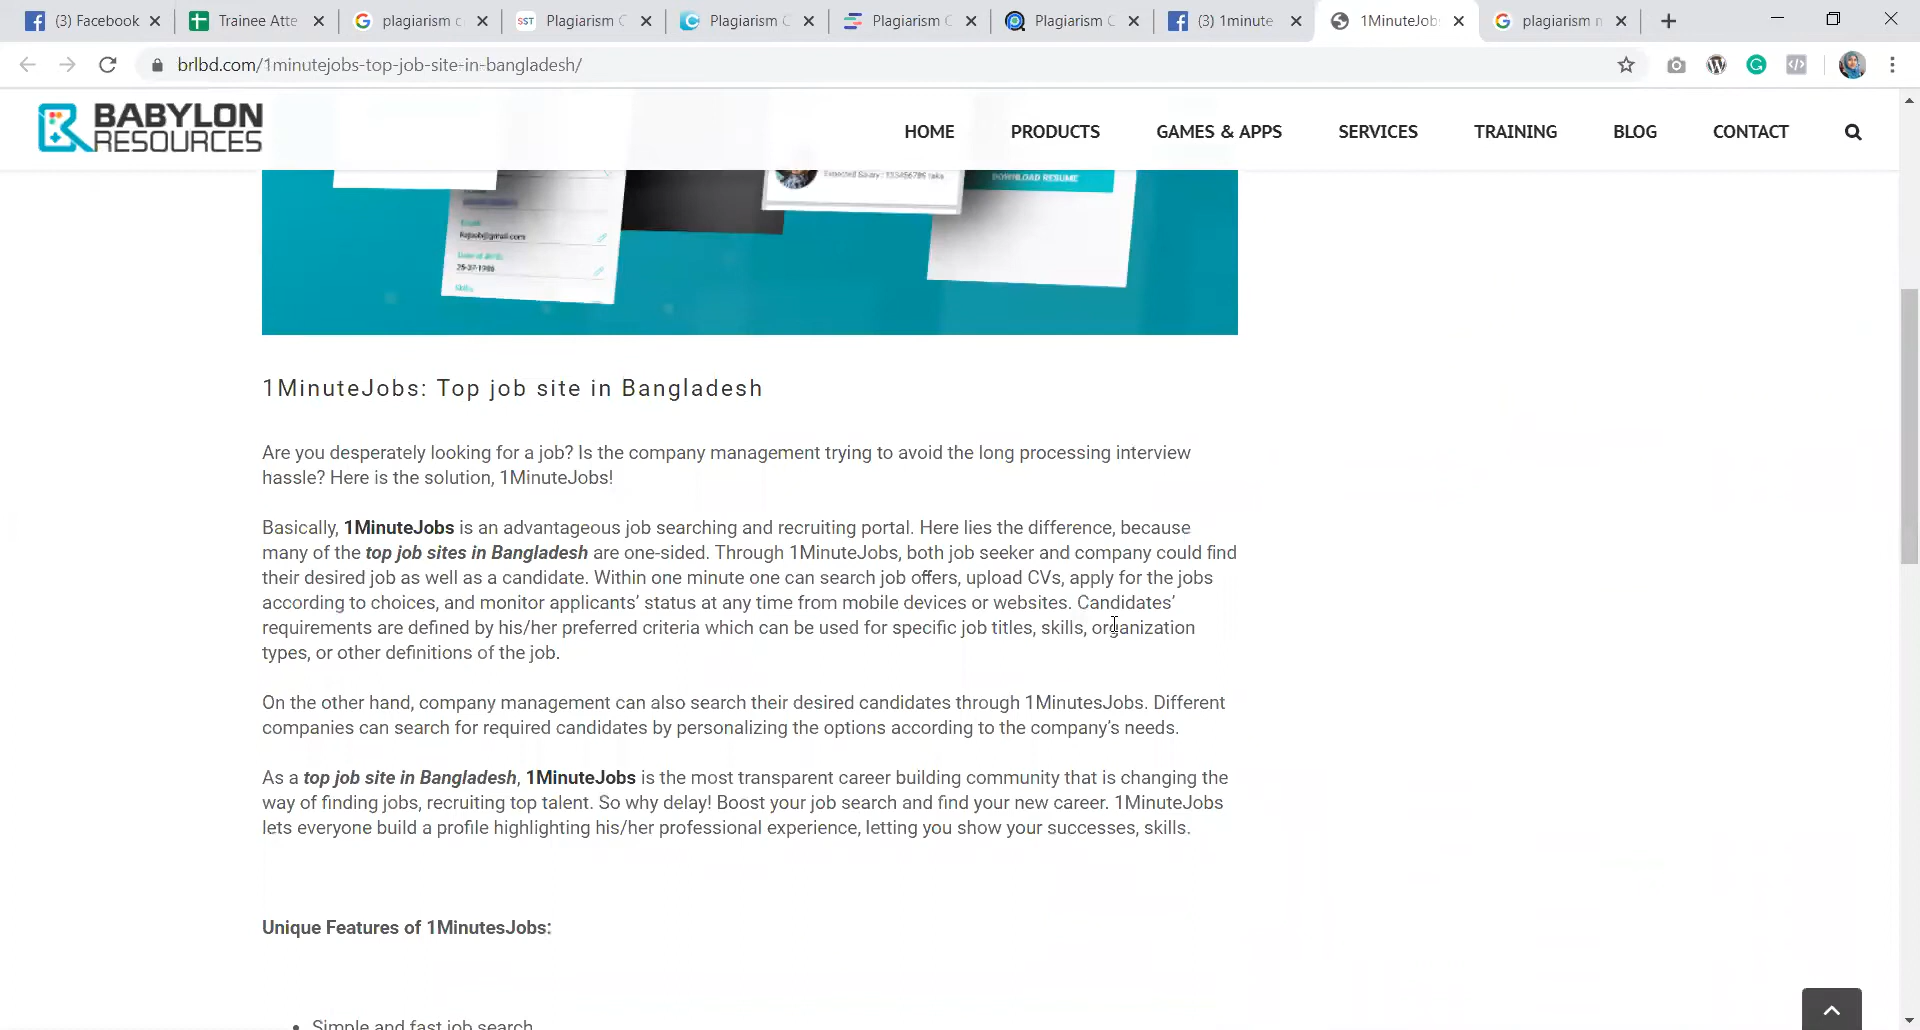 (3) Facebook
Trainee Atte
plagiarism c
Plagiarism C
Plagiarism C
Plagiarism C
Plagiarism C
(3) 1minute
1MinuteJob
plagiarism n
brlbd.com/1minutejobs-top-job-site-in-bangladesh/
BABYLON
RESOURCES
HOME
PRODUCTS
GAMES & APPS
SERVICES
TRAINING
BLOG
CONTACT
Expected Salary : 123456789 taka
DOWNLOAD RESUME
Email
Rajoob@gmail.com
25-07-1986
Skills
1MinuteJobs: Top job site in Bangladesh
Are you desperately looking for a job? Is the company management trying to avoid the long processing interview
hassle? Here is the solution, 1MinuteJobs!
Basically, 1MinuteJobs is an advantageous job searching and recruiting portal. Here lies the difference, because
many of the top job sites in Bangladesh are one-sided. Through 1MinuteJobs, both job seeker and company could find
their desired job as well as a candidate. Within one minute one can search job offers, upload CVs, apply for the jobs
according to choices, and monitor applicants’ status at any time from mobile devices or websites. Candidates’
requirements are defined by his/her preferred criteria which can be used for specific job titles, skills, organization
types, or other definitions of the job.
On the other hand, company management can also search their desired candidates through 1MinutesJobs. Different
companies can search for required candidates by personalizing the options according to the company’s needs.
As a top job site in Bangladesh, 1MinuteJobs is the most transparent career building community that is changing the
way of finding jobs, recruiting top talent. So why delay! Boost your job search and find your new career. 1MinuteJobs
lets everyone build a profile highlighting his/her professional experience, letting you show your successes, skills.
Unique Features of 1MinutesJobs:
• Simple and fast job search